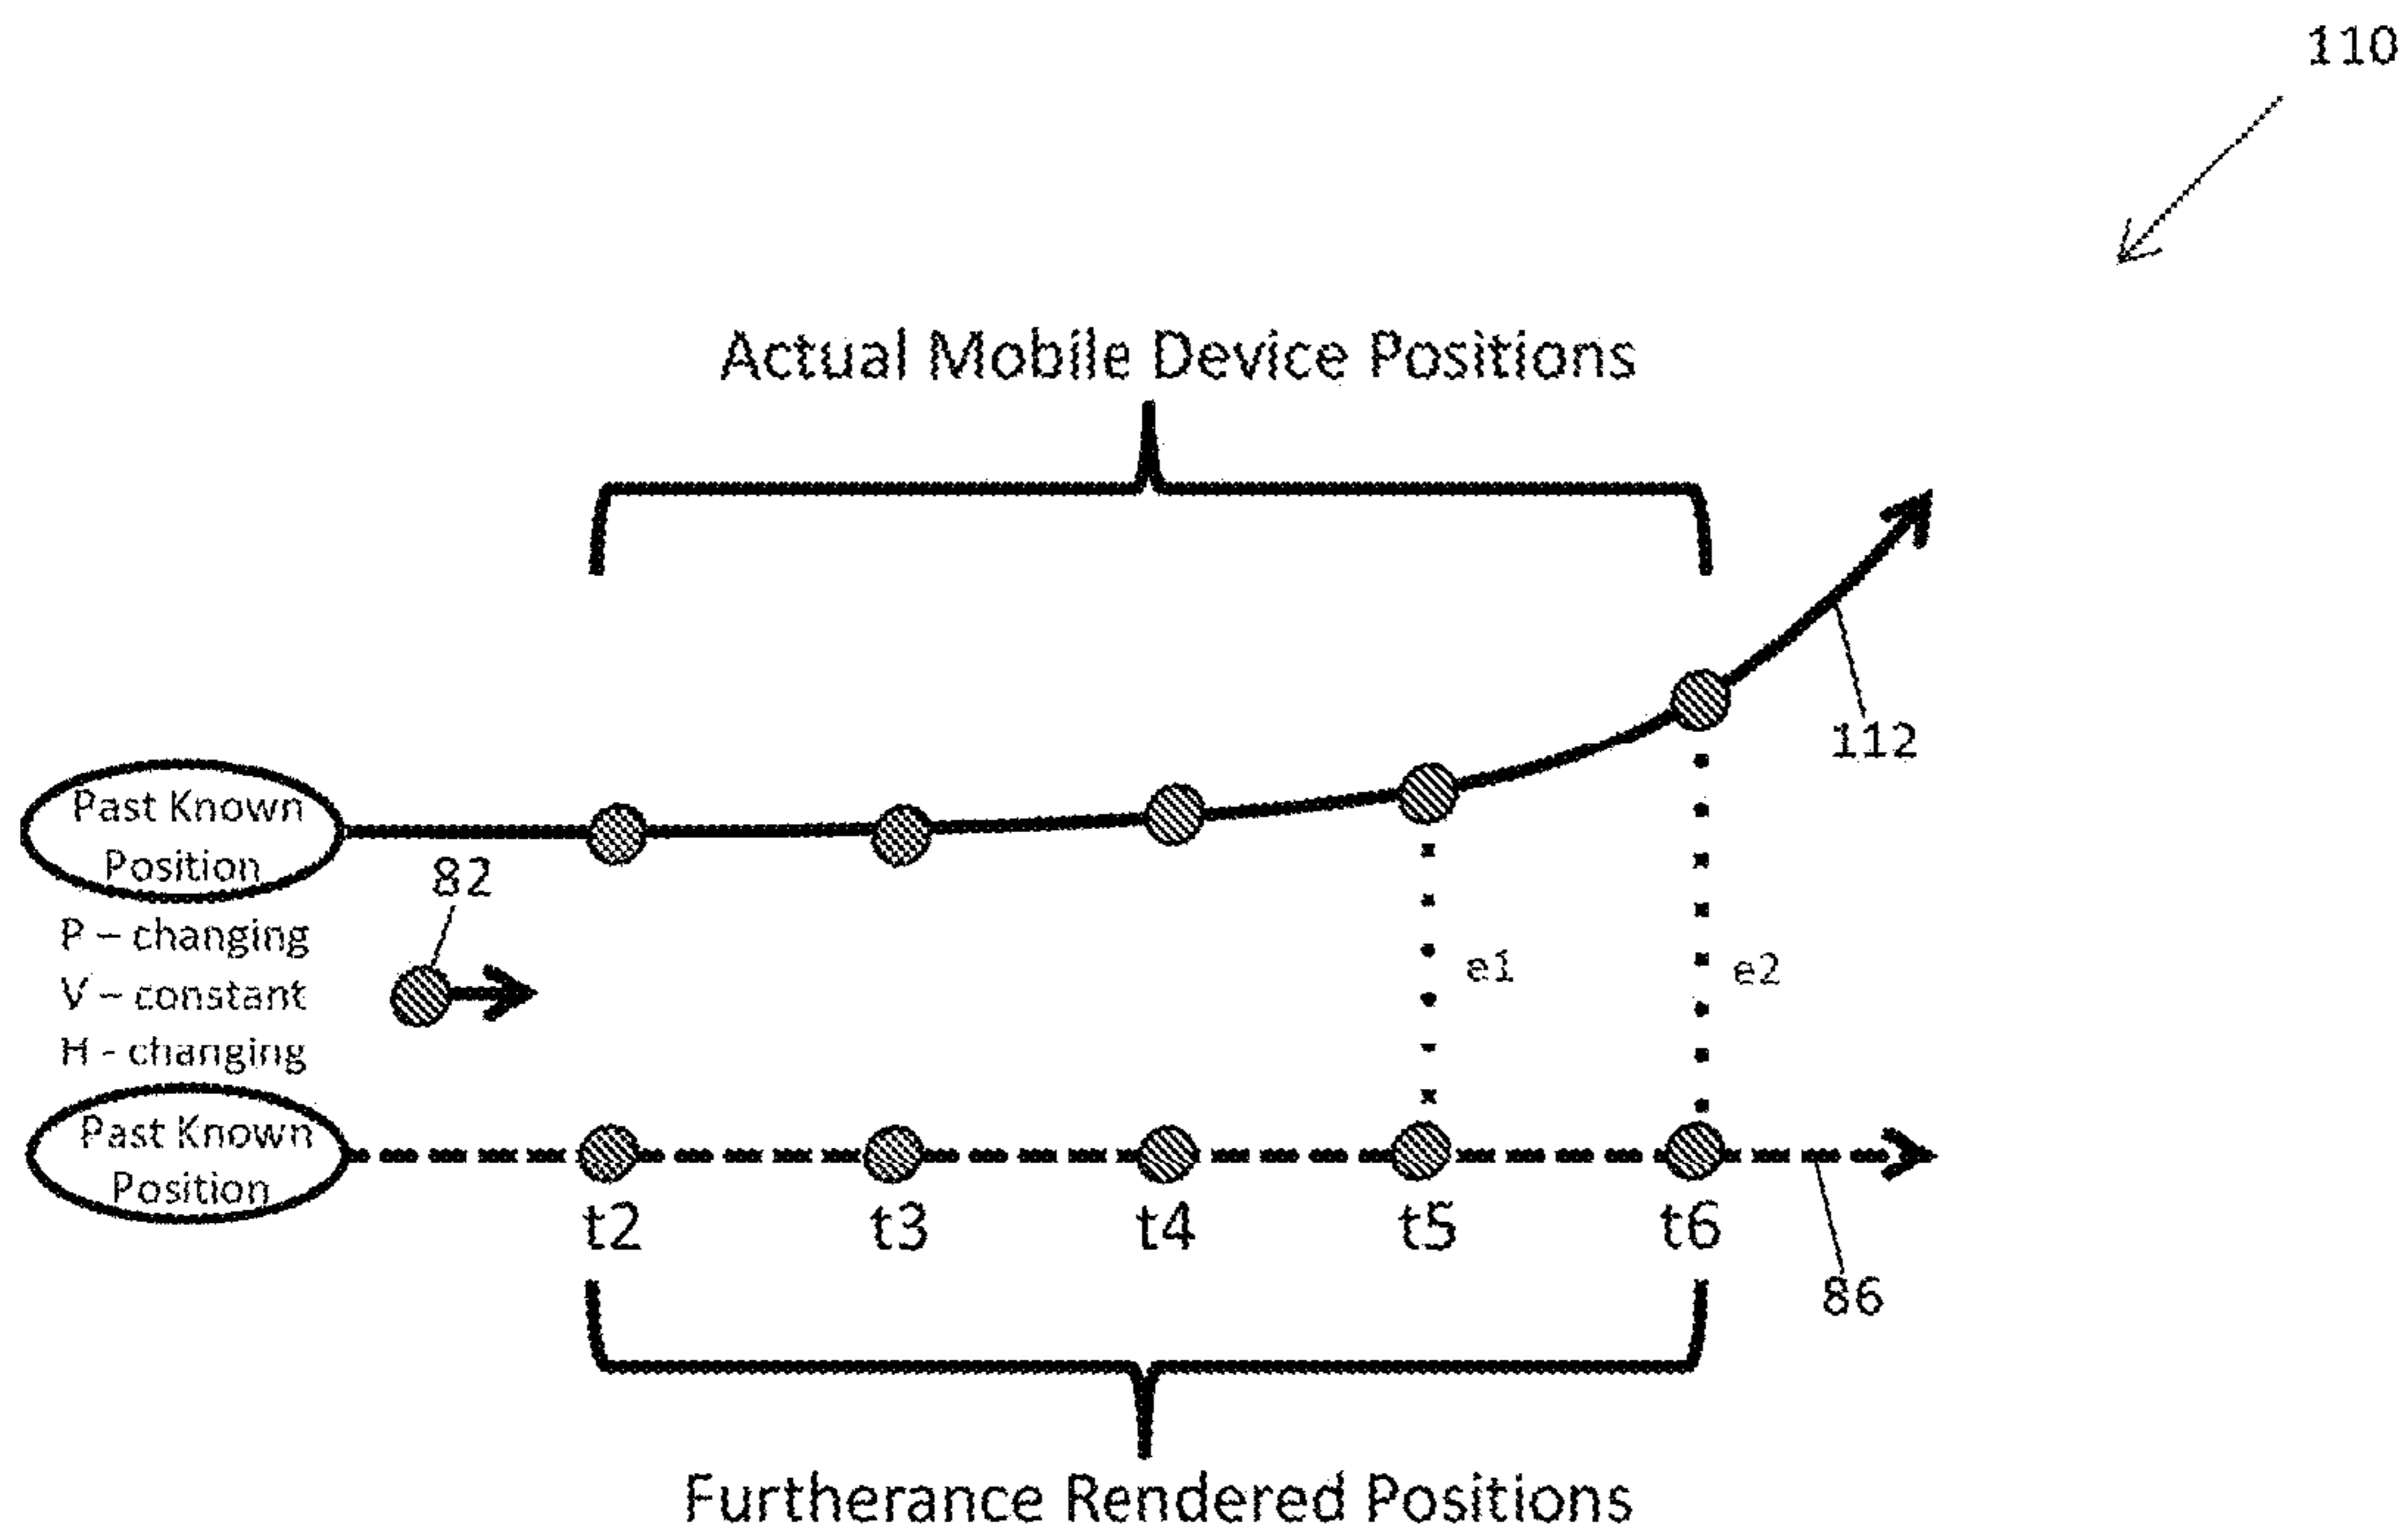 110
Actual Mobile Device Positions
112
Past Known
Position
82
P – changing
V – constant
H - changing
e1
e2
Past Known
Position
t2 t3 t4 t5 t6
86
Furtherance Rendered Positions